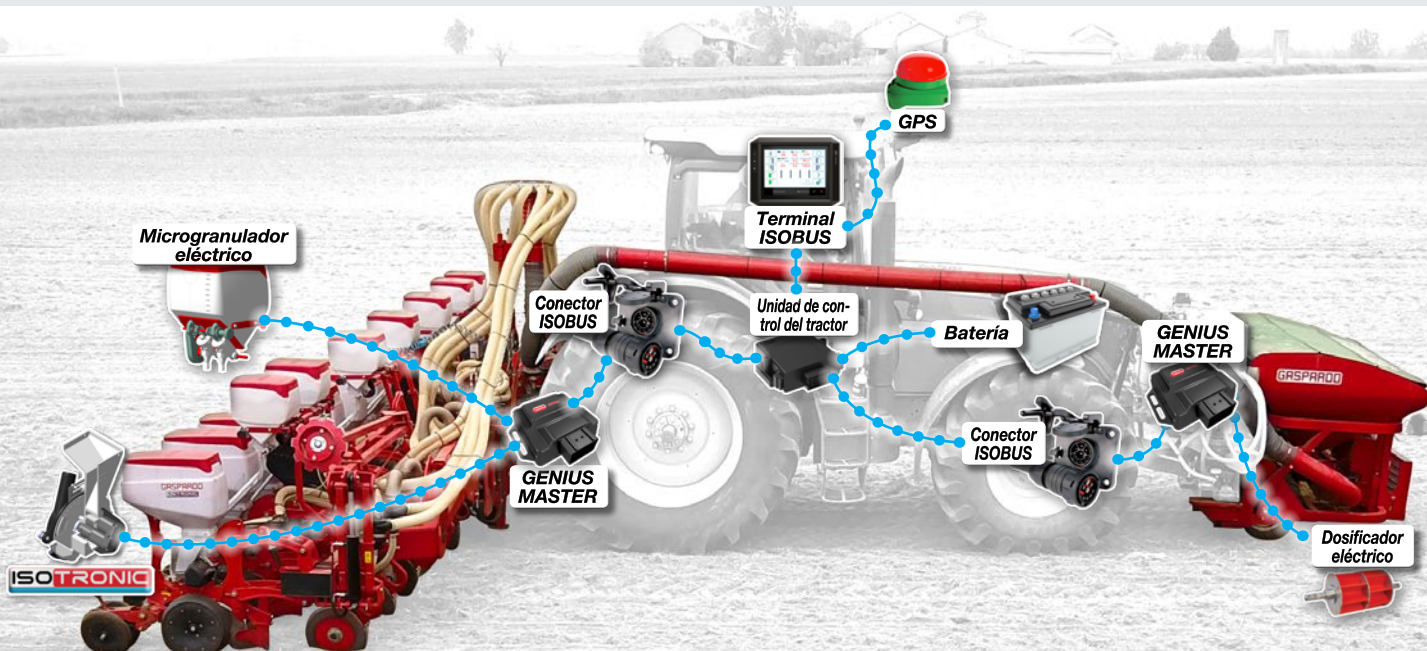 GPS
Terminal
ISOBUS
Microgranulador
eléctrico
Conector
ISOBUS
Unidad de con-
trol del tractor
Batería
GENIUS
MASTER
GASPARDO
Conector
ISOBUS
GENIUS
MASTER
GASPARDO
ISOTRONIC
Dosificador
eléctrico